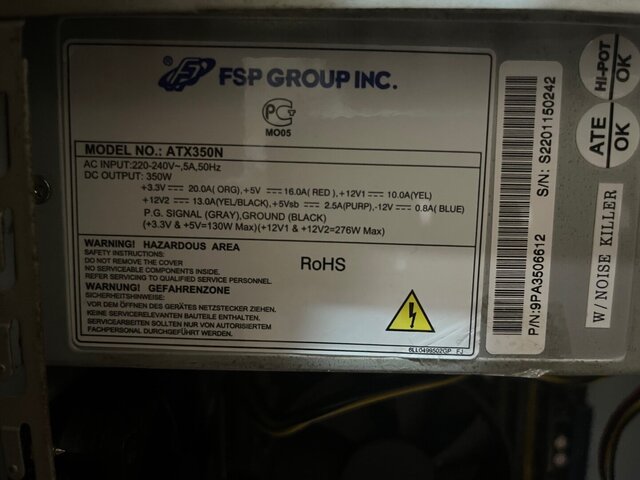 ® FSP GROUP INC.
PG
MO05
MODEL NO.: ATX350N
AC INPUT:220-240V~,5A,50Hz
DC OUTPUT: 350W
+3.3V 20.0A( ORG),+5V 16.0A( RED ),+12V1 10.0A(YEL)
+12V2 13.0A(YEL/BLACK),+5Vsb 2.5A(PURP),-12V 0.8A( BLUE)
P.G. SIGNAL (GRAY),GROUND (BLACK)
(+3.3V & +5V=130W Max)(+12V1 & +12V2=276W Max)
WARNING! HAZARDOUS AREA
SAFETY INSTRUCTIONS:
DO NOT REMOVE THE COVER
NO SERVICEABLE COMPONENTS INSIDE.
REFER SERVICING TO QUALIFIED SERVICE PERSONNEL
WARNUNG! GEFAHRENZONE
SICHERHEITSHINWEISE:
VOR DEM ÖFFNEN DES GERÄTES NETZSTECKER ZIEHEN.
KEINE SERVICERELEVANTEN BAUTEILE ENTHALTEN.
SERVICEARBEITEN SOLLTEN NUR VON AUTORISIERTEM
FACHPERSONAL DURCHGEFÜHRT WERDEN.
RoHS
P/N:9PA3506612
S/N: S2201150242
HI-POT
OK
ATE
OK
W/NOISE KILLER